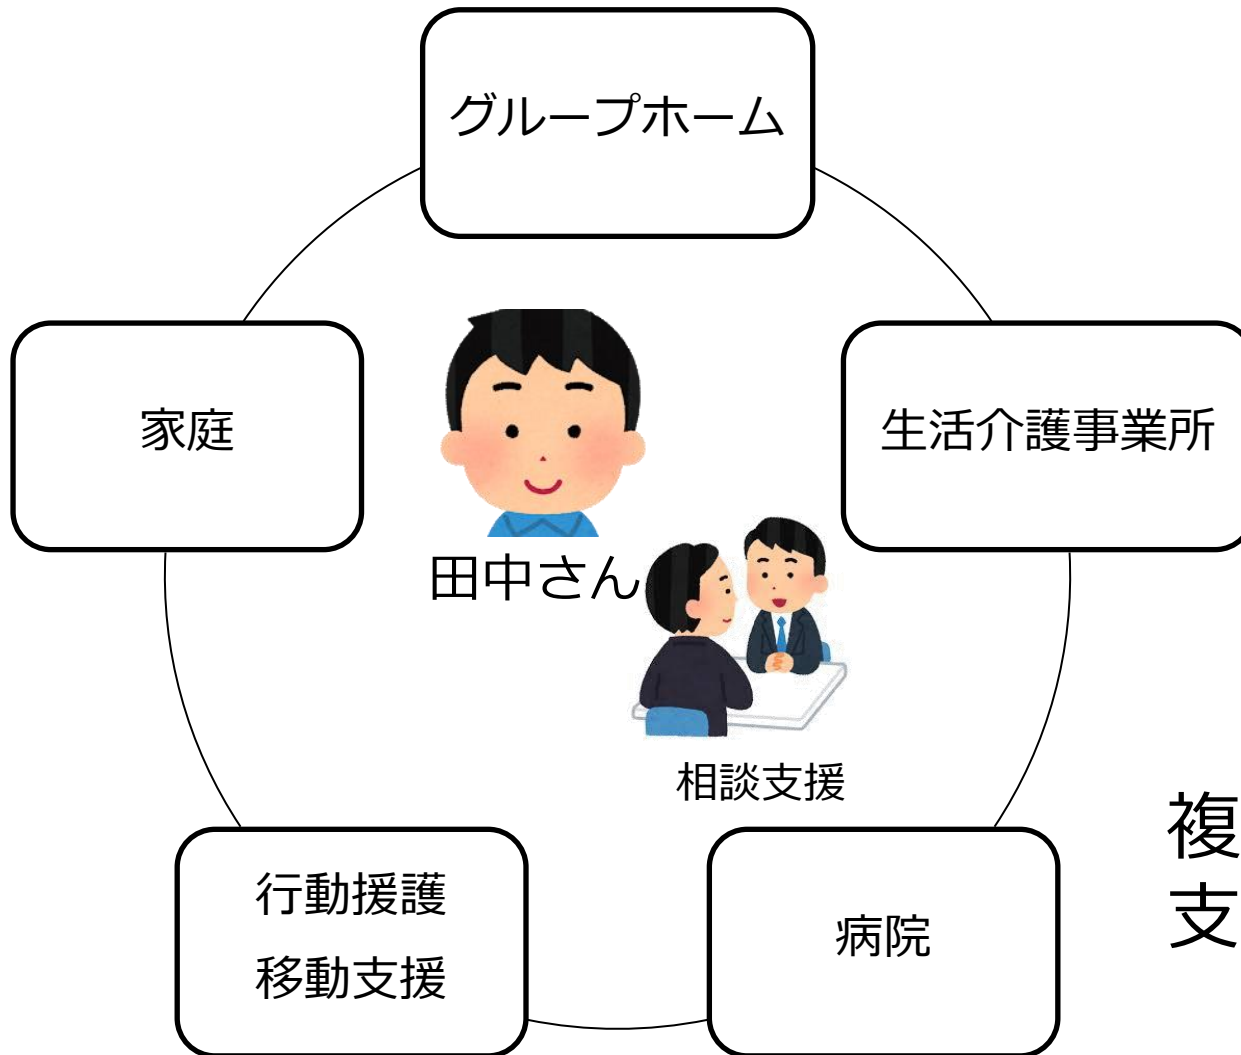 グループホーム
家庭
生活介護事業所
田中さん
相談支援
行動援護
移動支援
病院
複
支